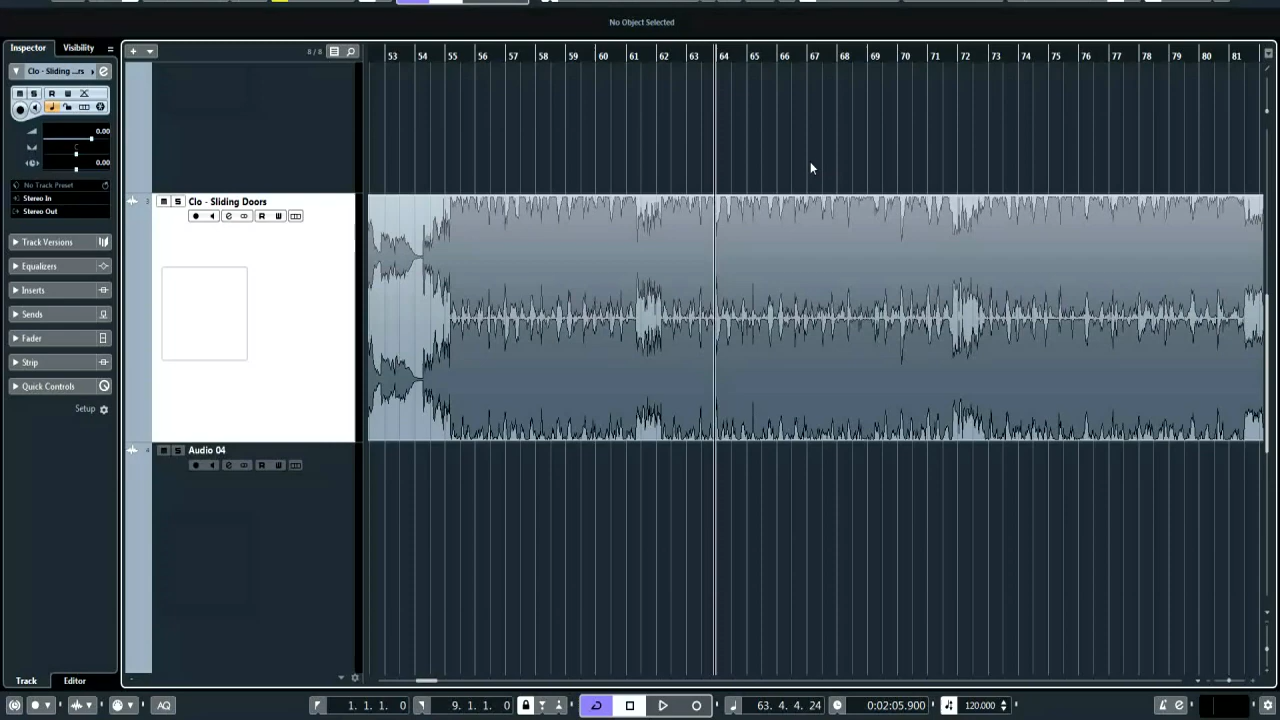 No Object Selected
Inspector Visibility
8 / 8
53 54 55 56 57 58 59 60 61 62 63 64 65 66 67 68 69 70 71 72 73 74 75 76 77 78 79 80 81
Clo - Sliding ...rs
M S R W
0.00
C
0.00
No Track Preset
Stereo In
Stereo Out
Track Versions
Equalizers
Inserts
Sends
Fader
Strip
Quick Controls
Setup
3 M S Clo - Sliding Doors
e R W
4 M S Audio 04
e R W
Track Editor
AQ
1. 1. 1. 0
9. 1. 1. 0
63. 4. 4. 24
0:02:05.900
120.000